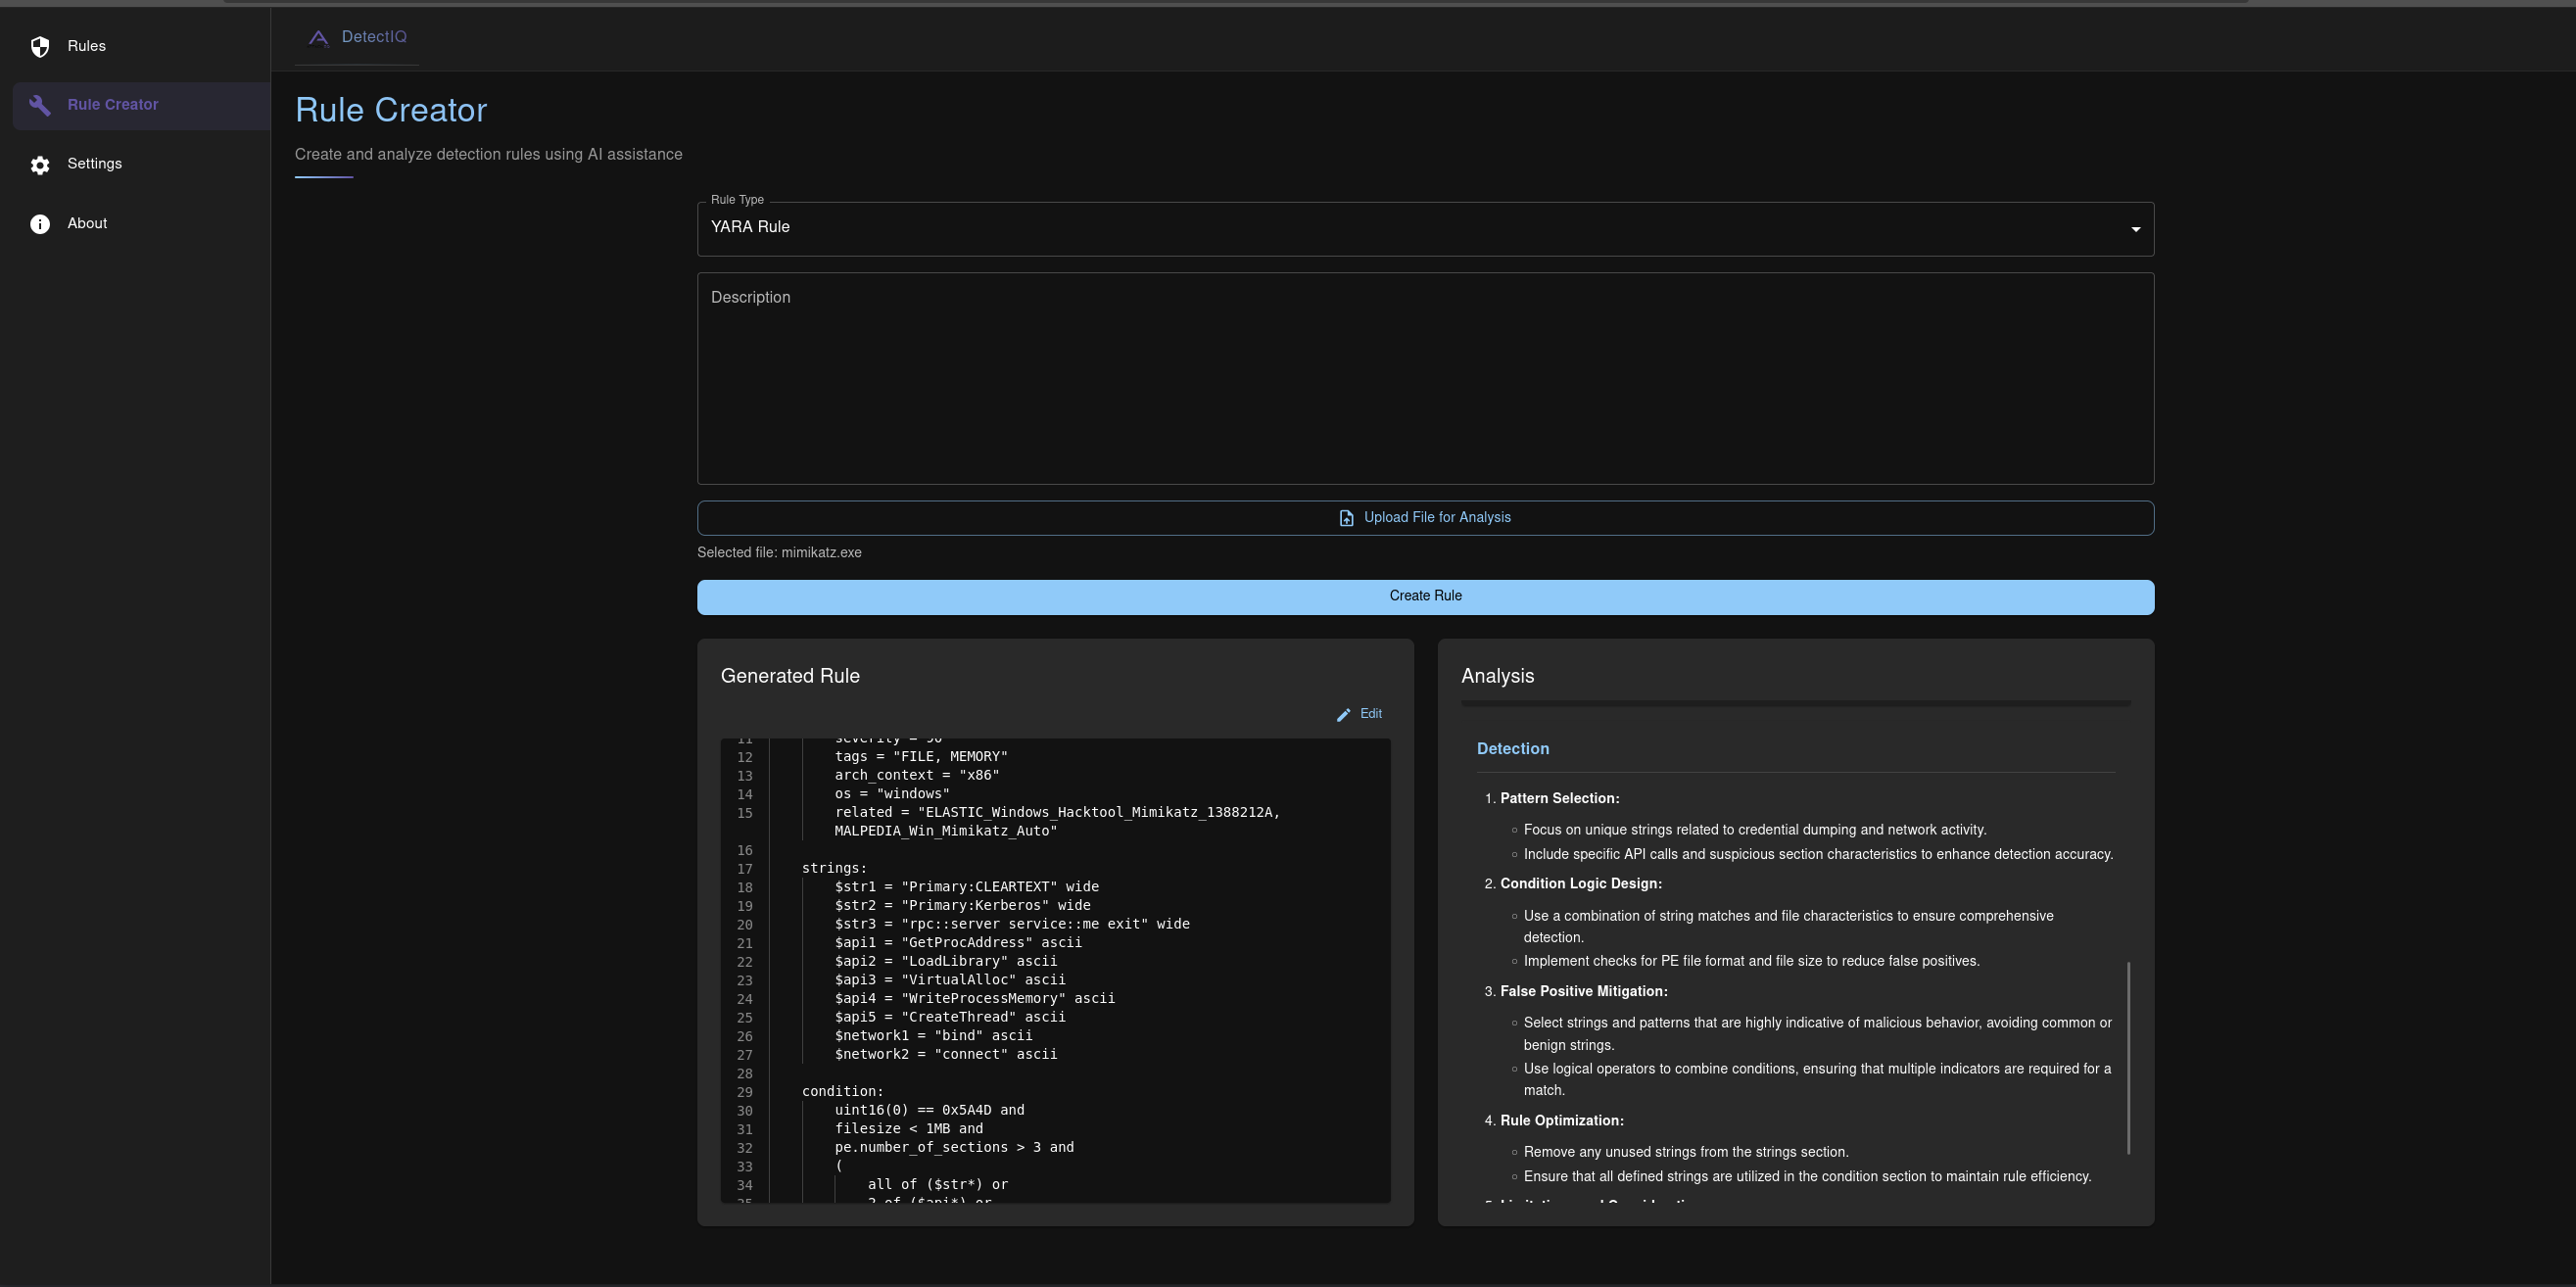 Rules
Rule Creator
Settings
About
DetectIQ
Rule Creator
Create and analyze detection rules using AI assistance
Rule Type
YARA Rule
Description
Upload File for Analysis
Selected file: mimikatz.exe
Create Rule
Generated Rule
Edit
11 severity = 90
12 tags = "FILE, MEMORY"
13 arch_context = "x86"
14 os = "windows"
15 related = "ELASTIC_Windows_Hacktool_Mimikatz_1388212A,
MALPEDIA_Win_Mimikatz_Auto"
16
17 strings:
18 $str1 = "Primary:CLEARTEXT" wide
19 $str2 = "Primary:Kerberos" wide
20 $str3 = "rpc::server service::me exit" wide
21 $api1 = "GetProcAddress" ascii
22 $api2 = "LoadLibrary" ascii
23 $api3 = "VirtualAlloc" ascii
24 $api4 = "WriteProcessMemory" ascii
25 $api5 = "CreateThread" ascii
26 $network1 = "bind" ascii
27 $network2 = "connect" ascii
28
29 condition:
30 uint16(0) == 0x5A4D and
31 filesize < 1MB and
32 pe.number_of_sections > 3 and
33 (
34 all of ($str*) or
35 of ($api*) or
Analysis
Detection
1. Pattern Selection:
Focus on unique strings related to credential dumping and network activity.
Include specific API calls and suspicious section characteristics to enhance detection accuracy.
2. Condition Logic Design:
Use a combination of string matches and file characteristics to ensure comprehensive
detection.
Implement checks for PE file format and file size to reduce false positives.
3. False Positive Mitigation:
Select strings and patterns that are highly indicative of malicious behavior, avoiding common or
benign strings.
Use logical operators to combine conditions, ensuring that multiple indicators are required for a
match.
4. Rule Optimization:
Remove any unused strings from the strings section.
Ensure that all defined strings are utilized in the condition section to maintain rule efficiency.